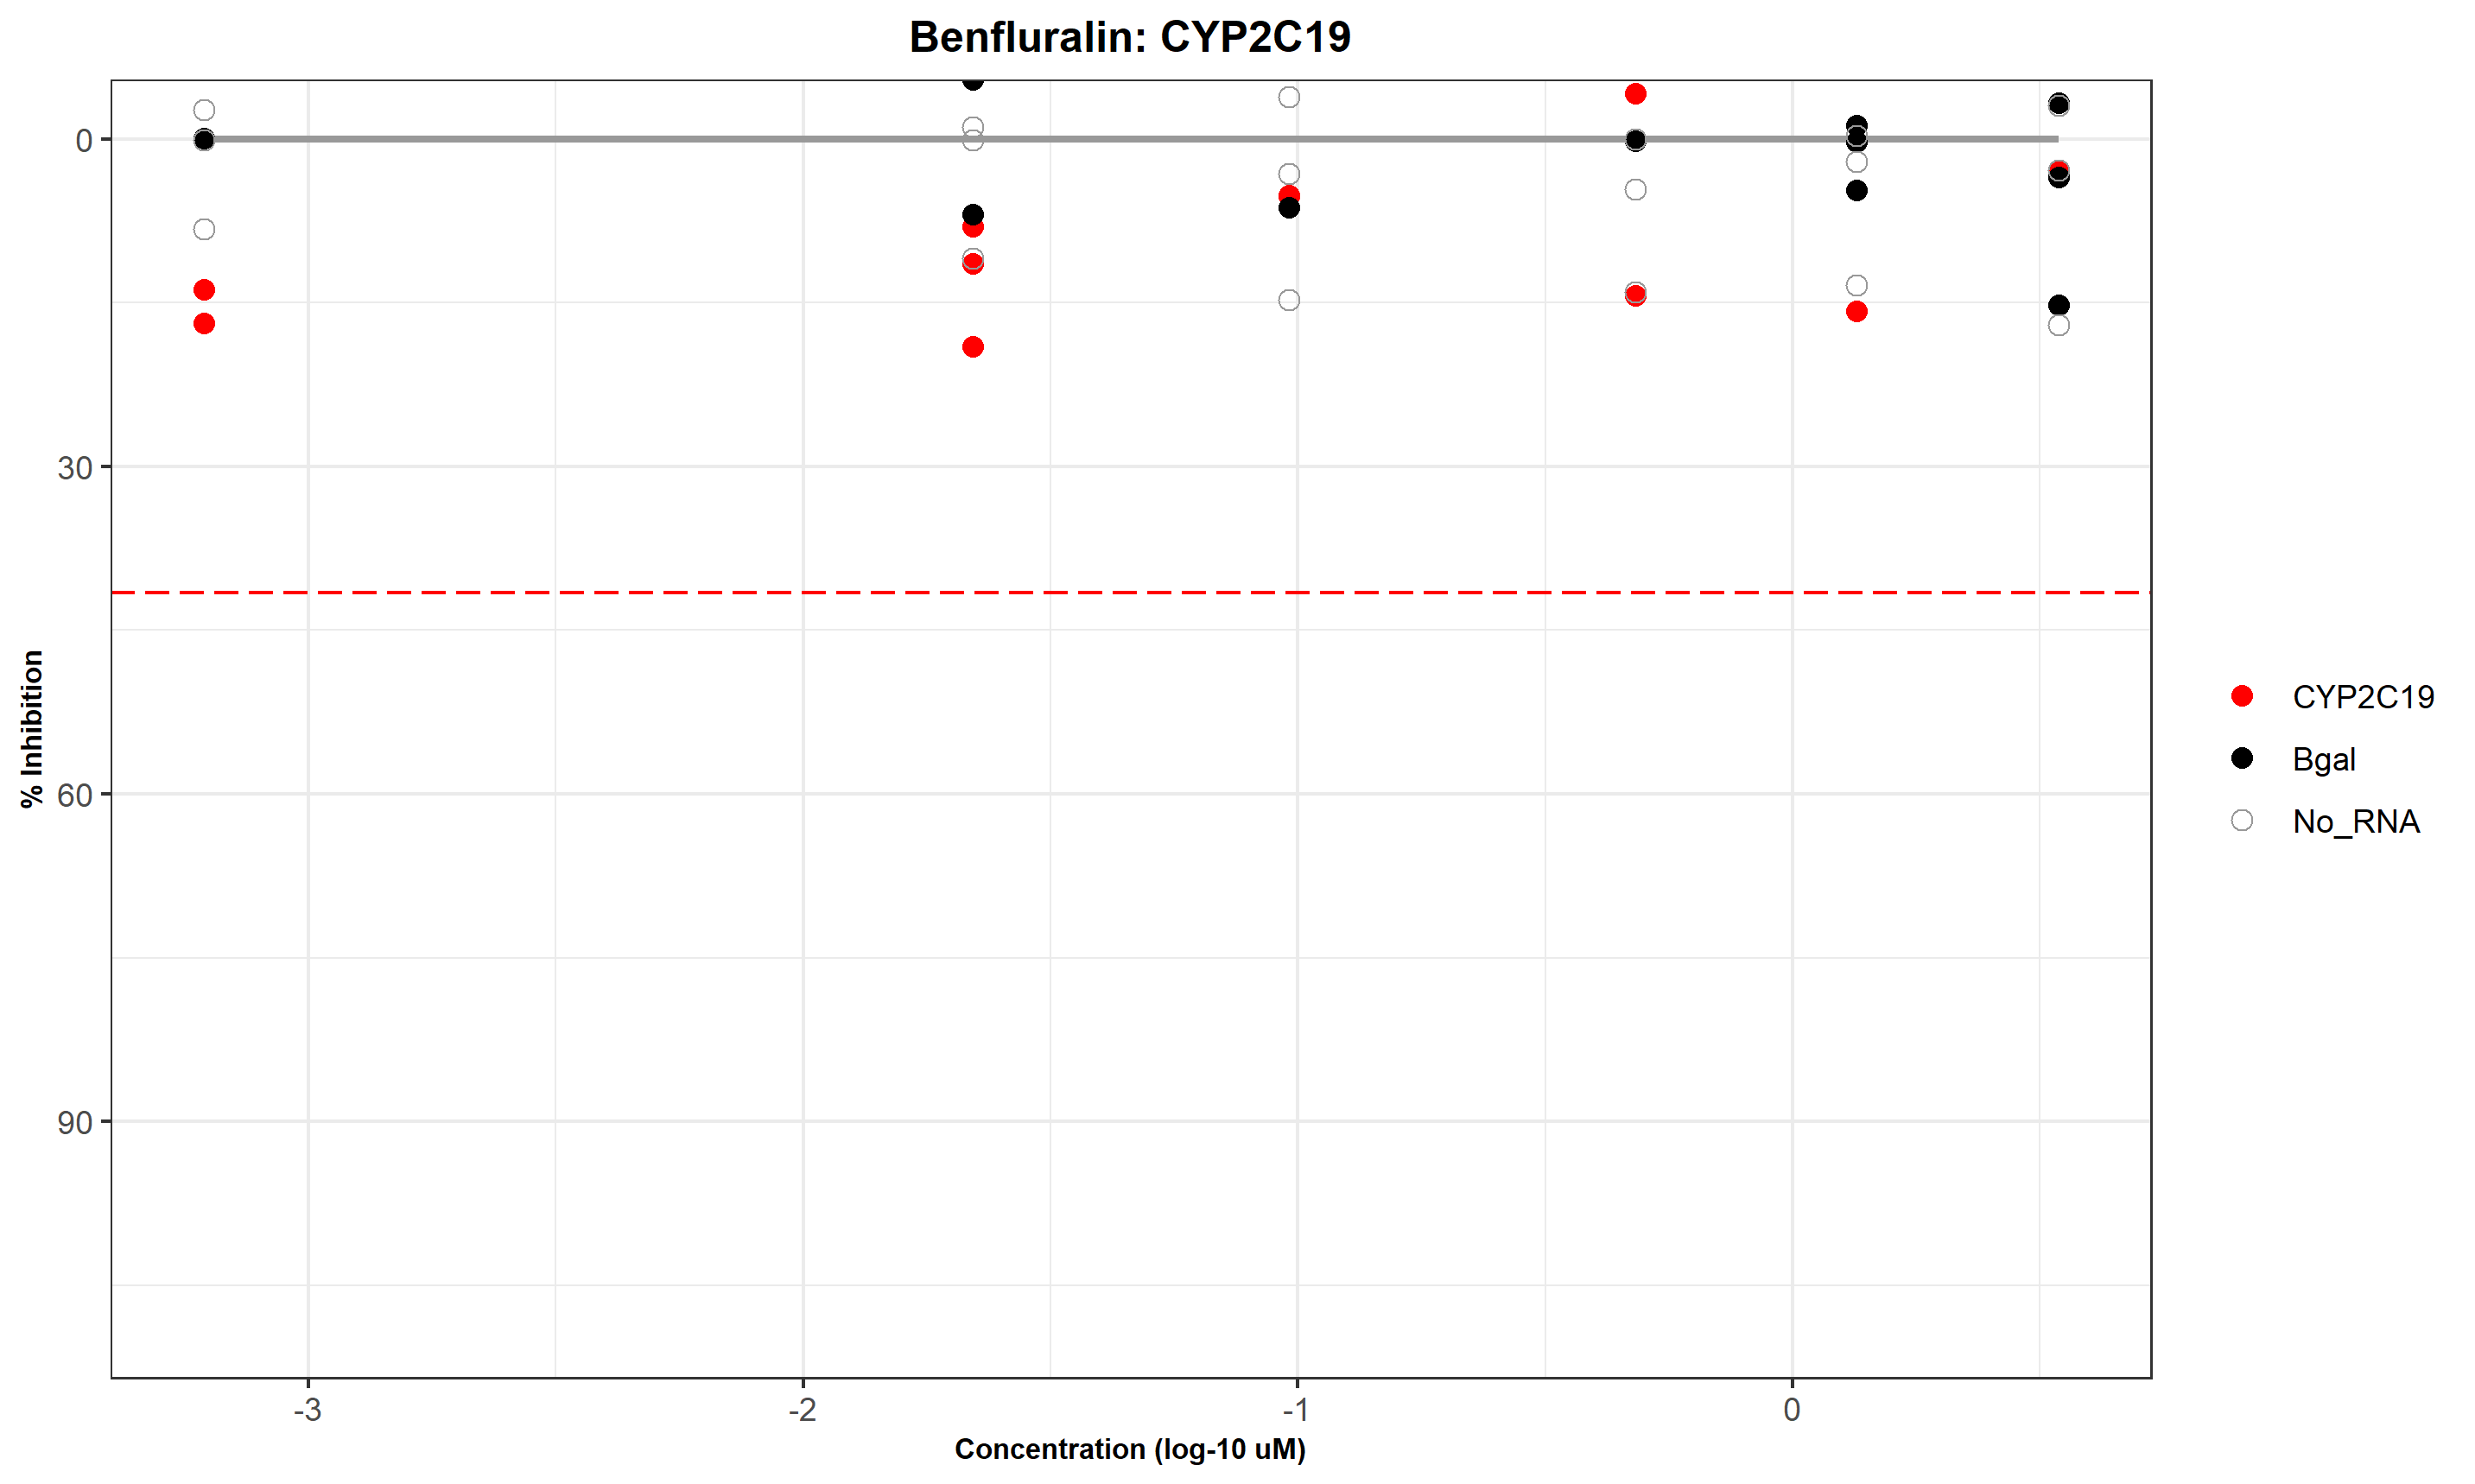 Benfluralin: CYP2C19
0
30
60
90
% Inhibition
-3
-2
-1
0
Concentration (log-10 uM)
CYP2C19
Bgal
No_RNA